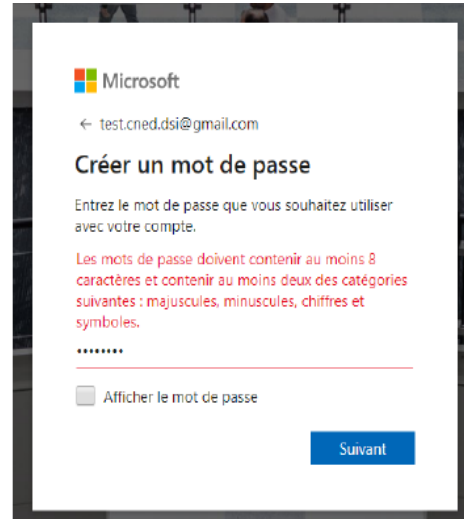 Microsoft
← test.cned.dsi@gmail.com
Créer un mot de passe
Entrez le mot de passe que vous souhaitez utiliser
avec votre compte.
Les mots de passe doivent contenir au moins 8
caractères et contenir au moins deux des catégories
suivantes : majuscules, minuscules, chiffres et
symboles.
••••••••
Afficher le mot de passe
Suivant